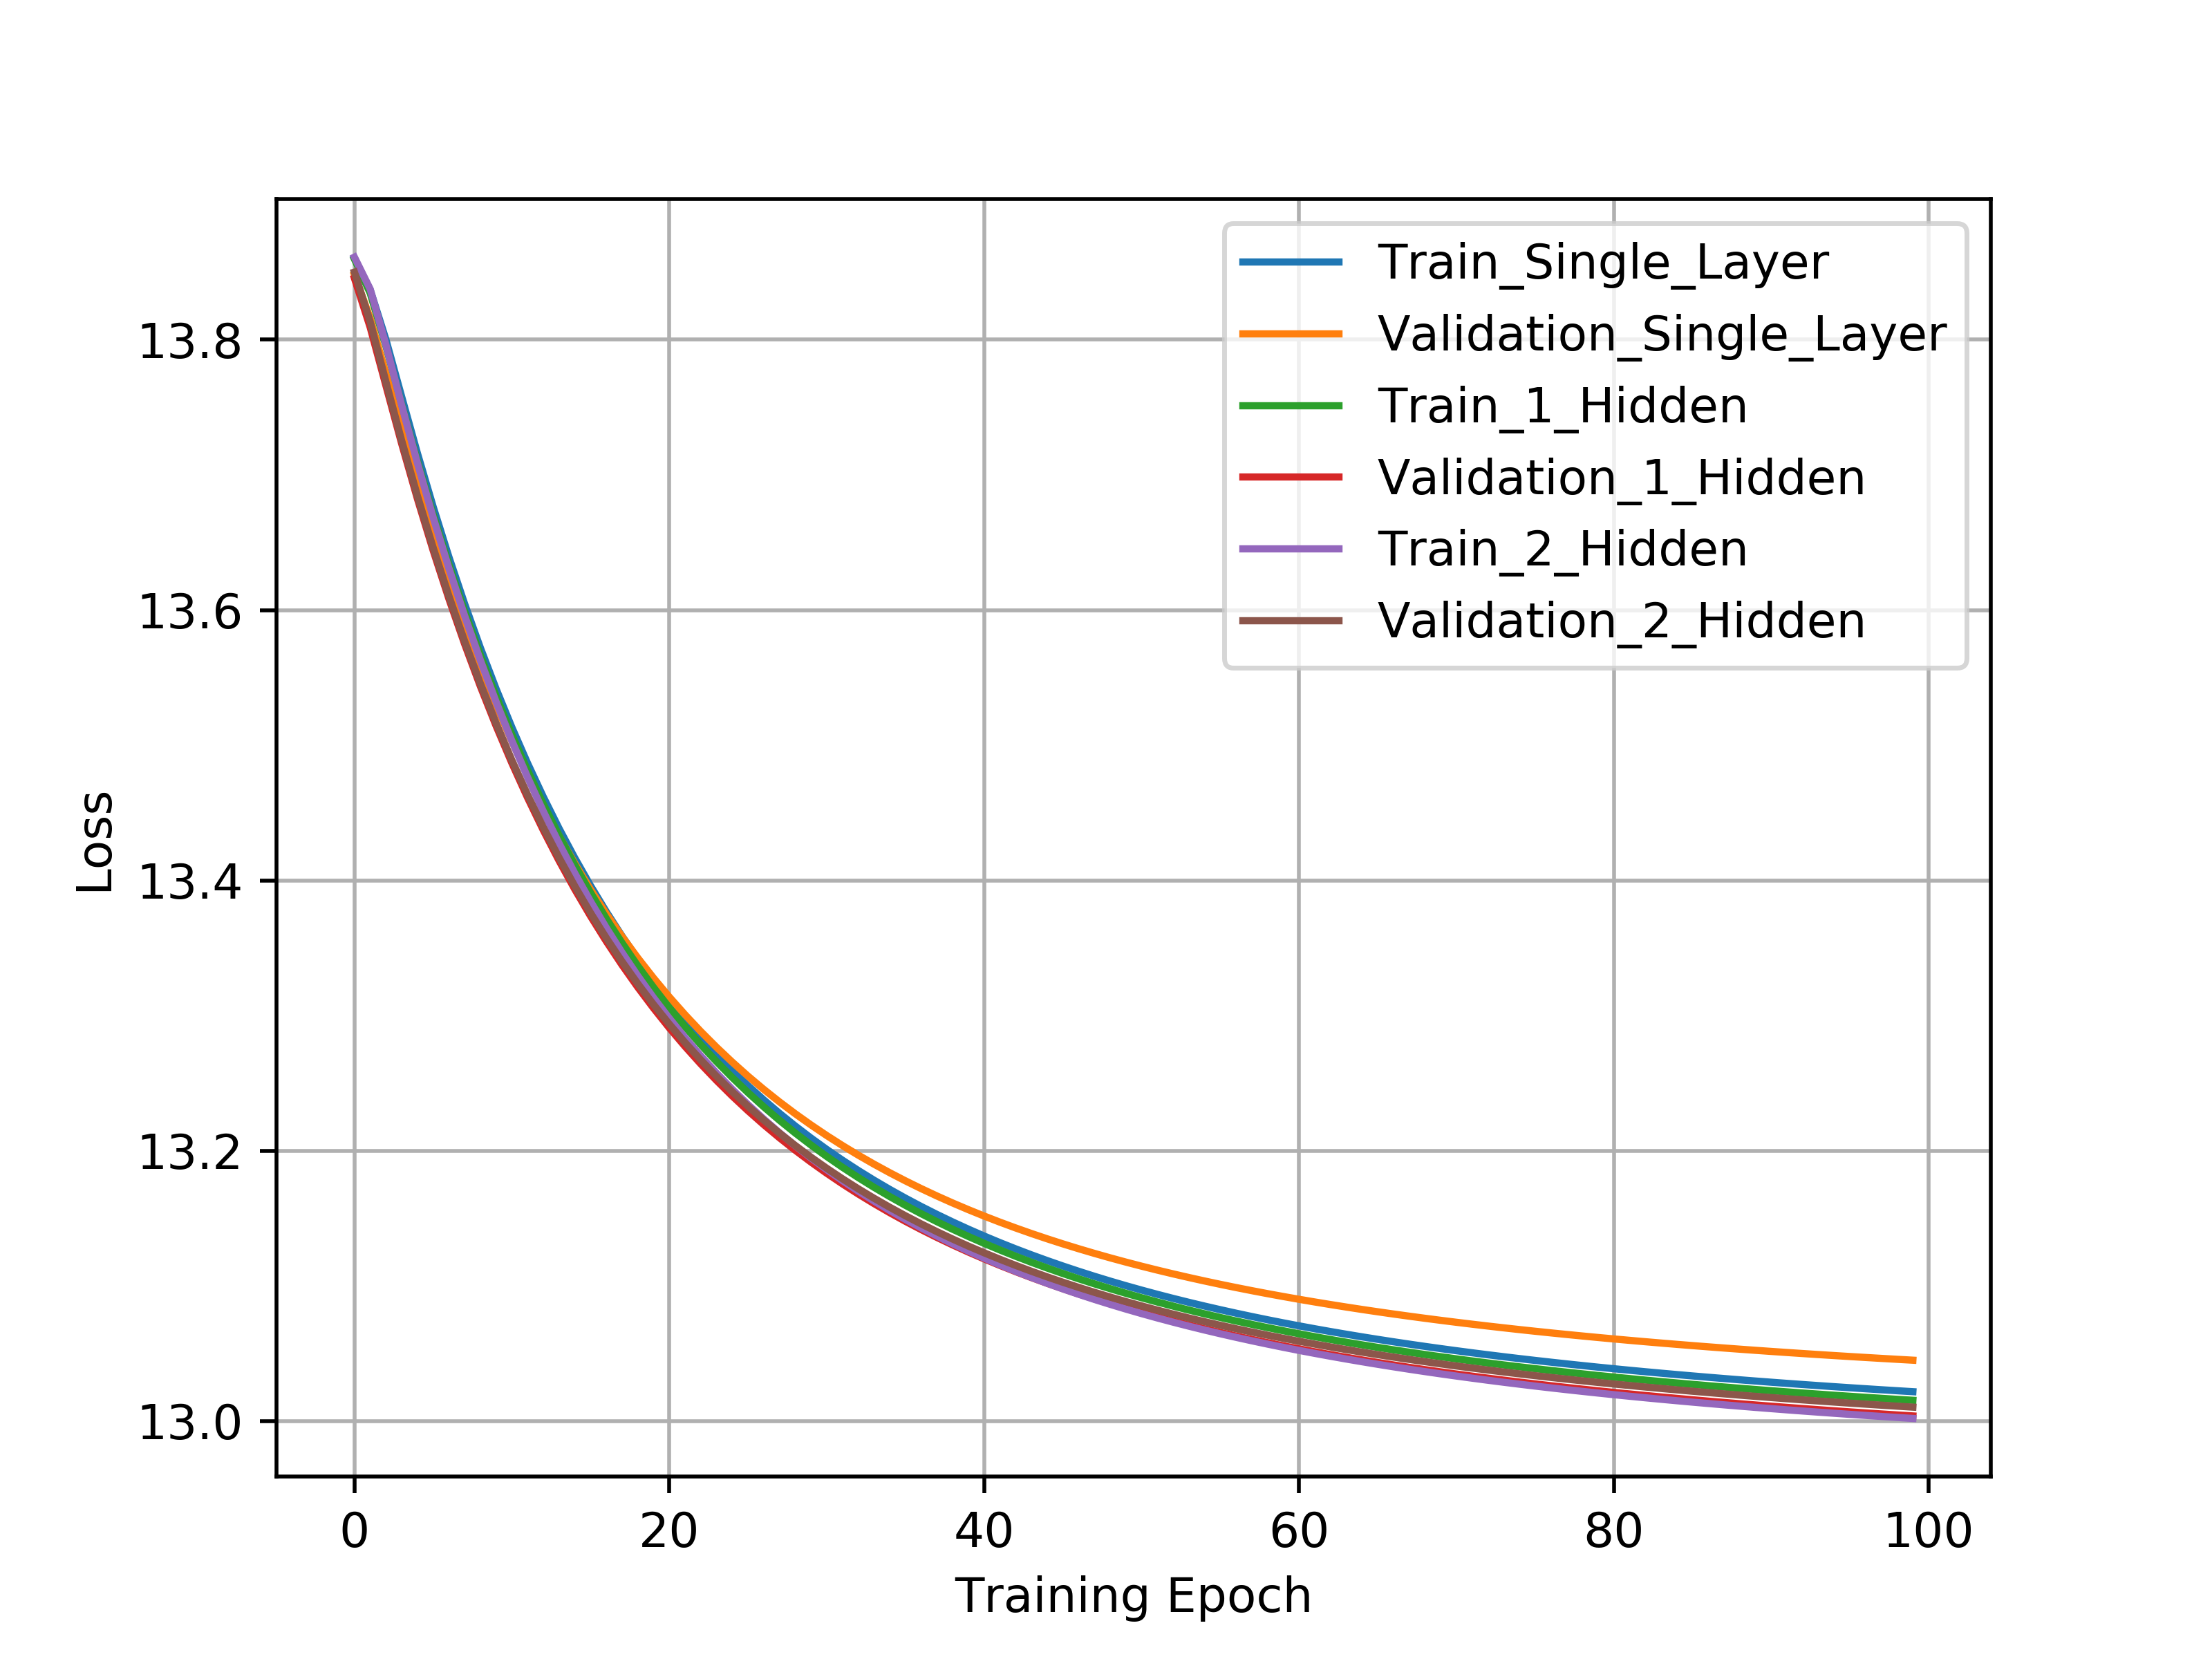 Train_Single_Layer
Validation_Single_Layer
Train_1_Hidden
Validation_1_Hidden
Train_2_Hidden
Validation_2_Hidden
13.8
13.6
13.4
13.2
13.0
Loss
0 20 40 60 80 100
Training Epoch